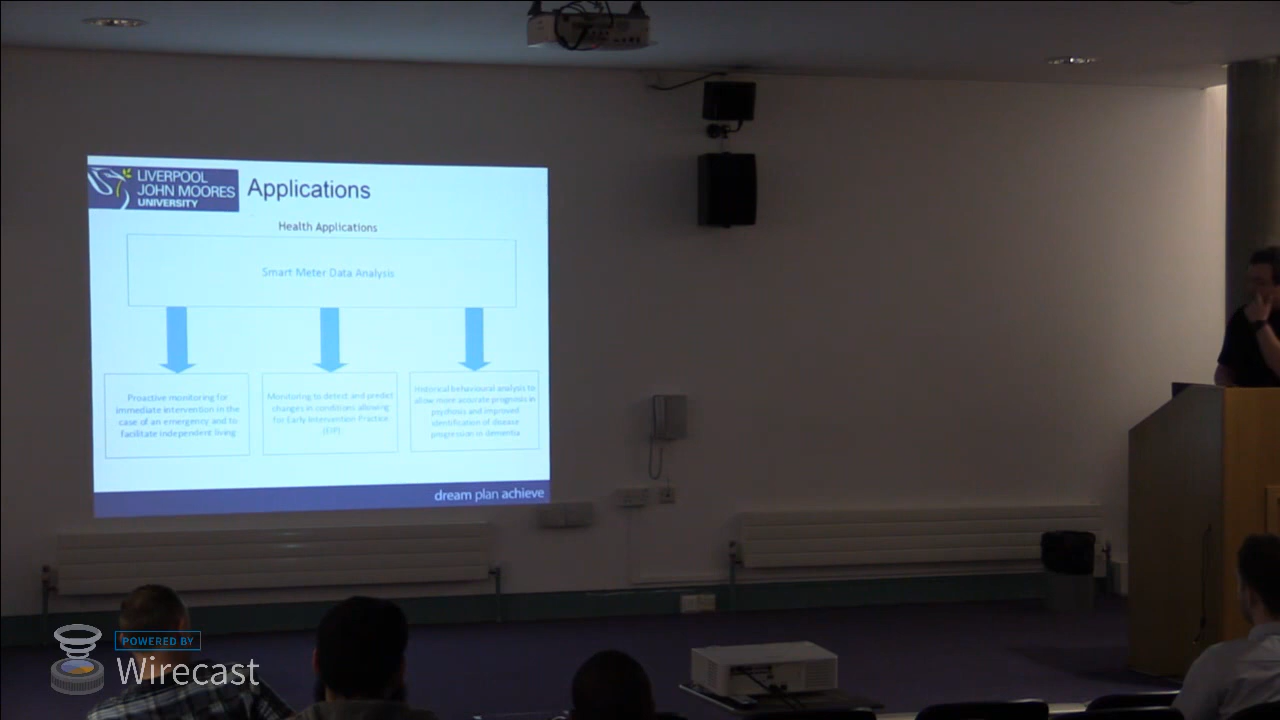 LIVERPOOL
JOHN MOORES
UNIVERSITY
Applications
Health Applications
Smart Meter Data Analysis
Proactive monitoring for
immediate intervention in the
case of an emergency and to
facilitate independent living
Monitoring to detect and predict
changes in conditions allowing
for Early Intervention Practice
(EIP).
Historical behavioural analysis to
allow more accurate prognosis in
psychosis and improved
identification of disease
progression in dementia
dream plan achieve
POWERED BY
Wirecast